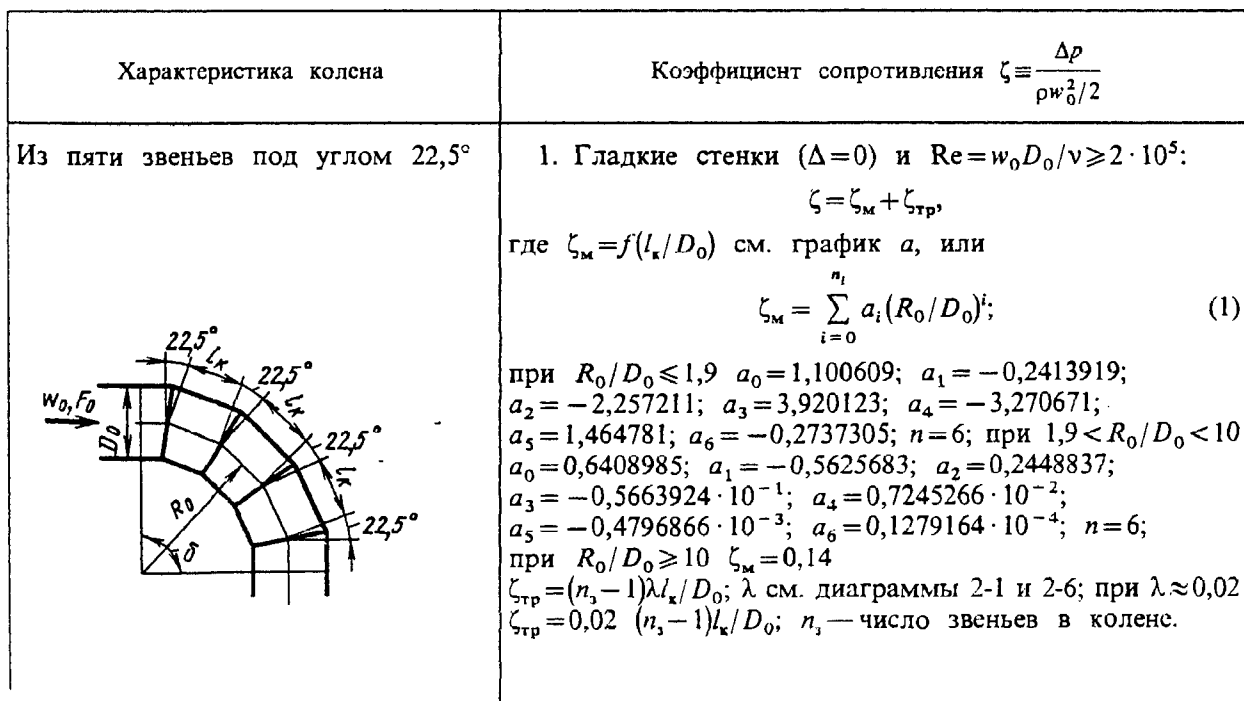 Характеристика колена
Коэффициент сопротивления ζ≡Δp/(ρw₀²/2)
Из пяти звеньев под углом 22,5°
22,5°
lк
22,5°
lк
22,5°
lк
22,5°
w₀, F₀
D₀
R₀
δ
1. Гладкие стенки (Δ=0) и Re=w₀D₀/ν⩾2·10⁵:
ζ=ζм+ζтр,
где ζм=f(lк/D₀) см. график а, или
ζм = ∑_{i=0}^{nᵢ} aᵢ(R₀/D₀)ⁱ; (1)
при R₀/D₀⩽1,9 a₀=1,100609; a₁=−0,2413919;
a₂=−2,257211; a₃=3,920123; a₄=−3,270671;
a₅=1,464781; a₆=−0,2737305; n=6; при 1,9<R₀/D₀<10
a₀=0,6408985; a₁=−0,5625683; a₂=0,2448837;
a₃=−0,5663924·10⁻¹; a₄=0,7245266·10⁻²;
a₅=−0,4796866·10⁻³; a₆=0,1279164·10⁻⁴; n=6;
при R₀/D₀⩾10 ζм=0,14
ζтр=(nз−1)λlк/D₀; λ см. диаграммы 2-1 и 2-6; при λ≈0,02
ζтр=0,02 (nз−1)lк/D₀; nз—число звеньев в колене.